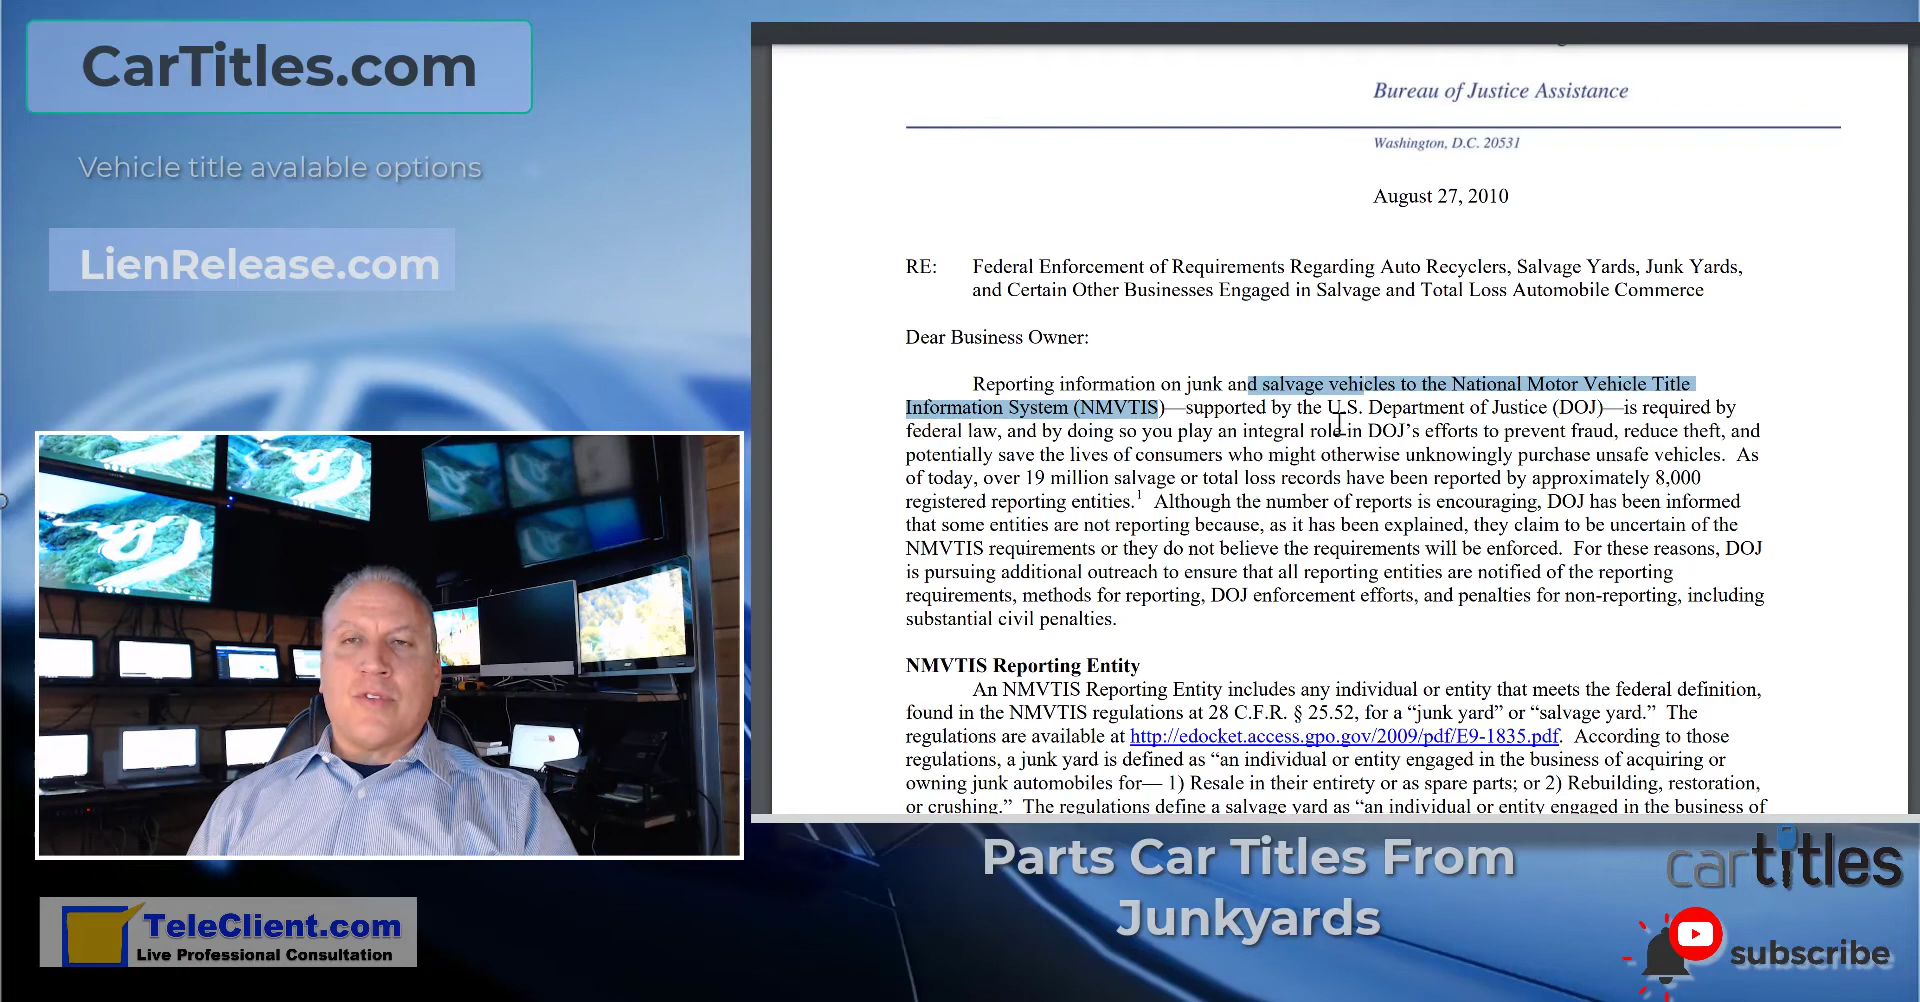 CarTitles.com
Vehicle title avalable options
LienRelease.com
TeleClient.com
Live Professional Consultation
Bureau of Justice Assistance
Washington, D.C. 20531
August 27, 2010
RE: Federal Enforcement of Requirements Regarding Auto Recyclers, Salvage Yards, Junk Yards,
and Certain Other Businesses Engaged in Salvage and Total Loss Automobile Commerce
Dear Business Owner:
Reporting information on junk and salvage vehicles to the National Motor Vehicle Title
Information System (NMVTIS)—supported by the U.S. Department of Justice (DOJ)—is required by
federal law, and by doing so you play an integral role in DOJ’s efforts to prevent fraud, reduce theft, and
potentially save the lives of consumers who might otherwise unknowingly purchase unsafe vehicles. As
of today, over 19 million salvage or total loss records have been reported by approximately 8,000
registered reporting entities.1 Although the number of reports is encouraging, DOJ has been informed
that some entities are not reporting because, as it has been explained, they claim to be uncertain of the
NMVTIS requirements or they do not believe the requirements will be enforced. For these reasons, DOJ
is pursuing additional outreach to ensure that all reporting entities are notified of the reporting
requirements, methods for reporting, DOJ enforcement efforts, and penalties for non-reporting, including
substantial civil penalties.
NMVTIS Reporting Entity
An NMVTIS Reporting Entity includes any individual or entity that meets the federal definition,
found in the NMVTIS regulations at 28 C.F.R. § 25.52, for a “junk yard” or “salvage yard.” The
regulations are available at http://edocket.access.gpo.gov/2009/pdf/E9-1835.pdf. According to those
regulations, a junk yard is defined as “an individual or entity engaged in the business of acquiring or
owning junk automobiles for— 1) Resale in their entirety or as spare parts; or 2) Rebuilding, restoration,
or crushing.” The regulations define a salvage yard as “an individual or entity engaged in the business of
Parts Car Titles From
Junkyards
cartitles
subscribe